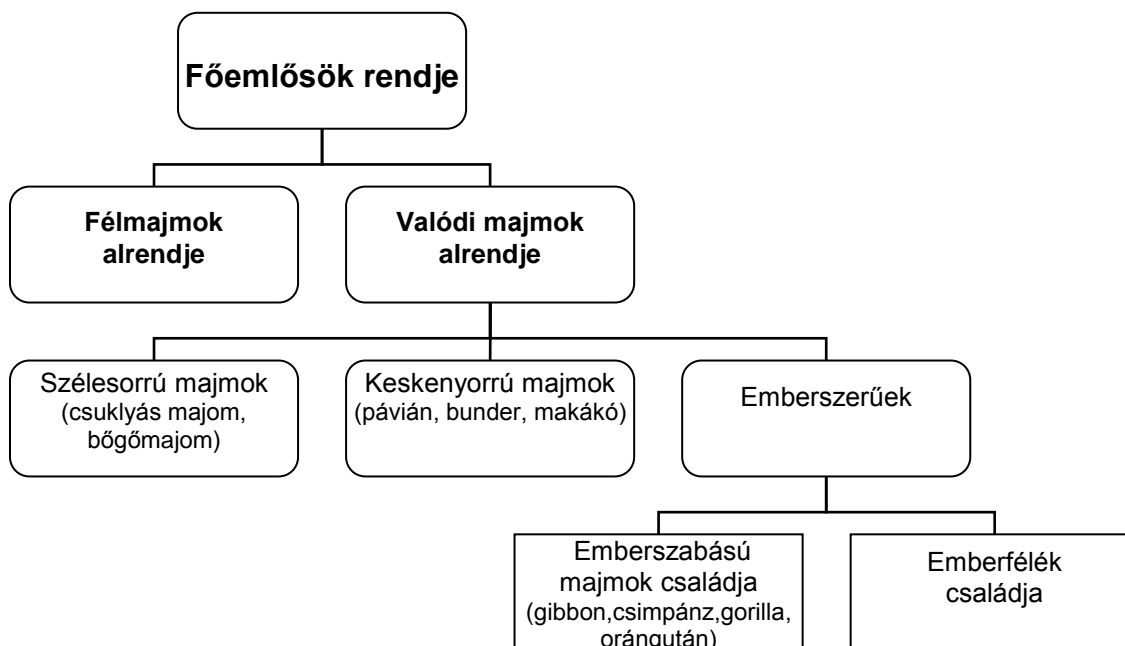 Főemlősök rendje
Félmajmok
alrendje
Valódi majmok
alrendje
Szélesorrú majmok
(csuklyás majom,
bőgőmajom)
Keskenyorrú majmok
(pávián, bunder, makákó)
Emberszerűek
Emberszabású
majmok családja
(gibbon,csimpánz,gorilla,
orángután)
Emberfélék
családja